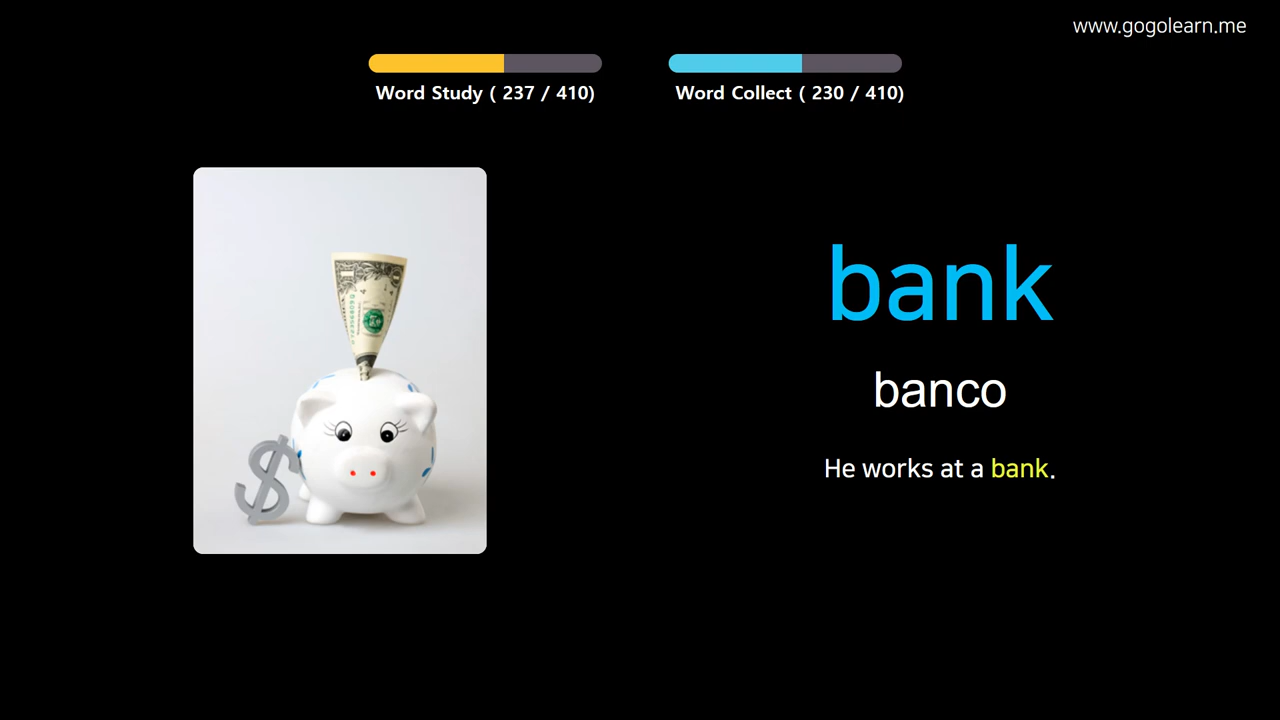 www.gogolearn.me
Word Study ( 237 / 410)
Word Collect ( 230 / 410)
bank
banco
He works at a bank.
$